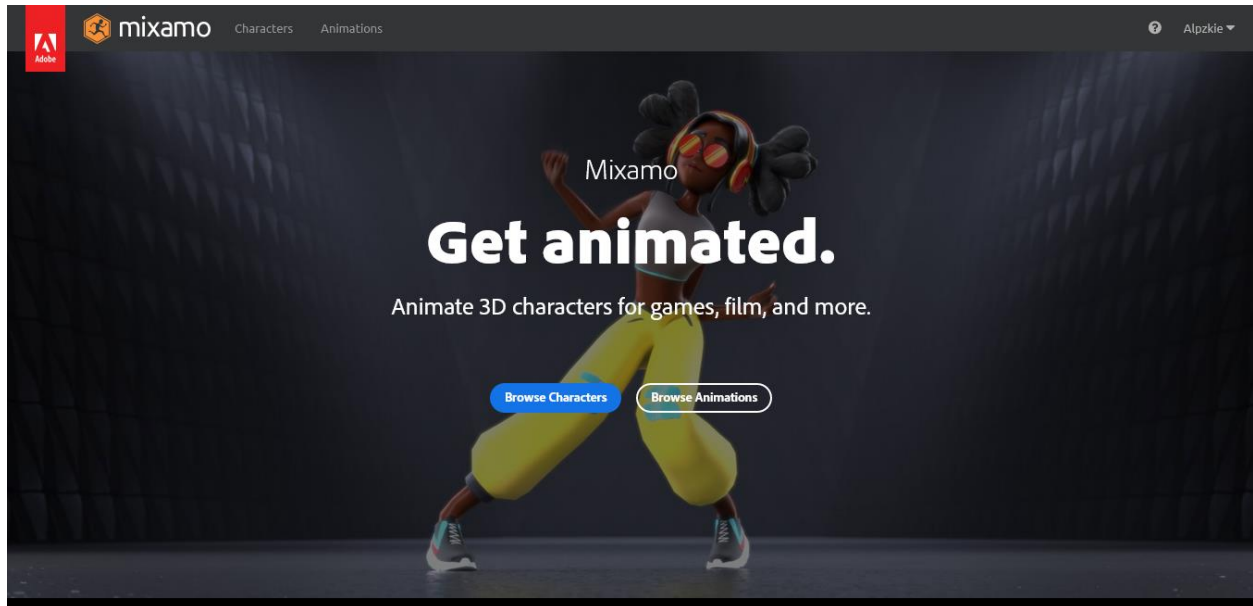 Adobe
mixamo
Characters
Animations
Alpzkie
Mixamo
Get animated.
Animate 3D characters for games, film, and more.
Browse Characters
Browse Animations